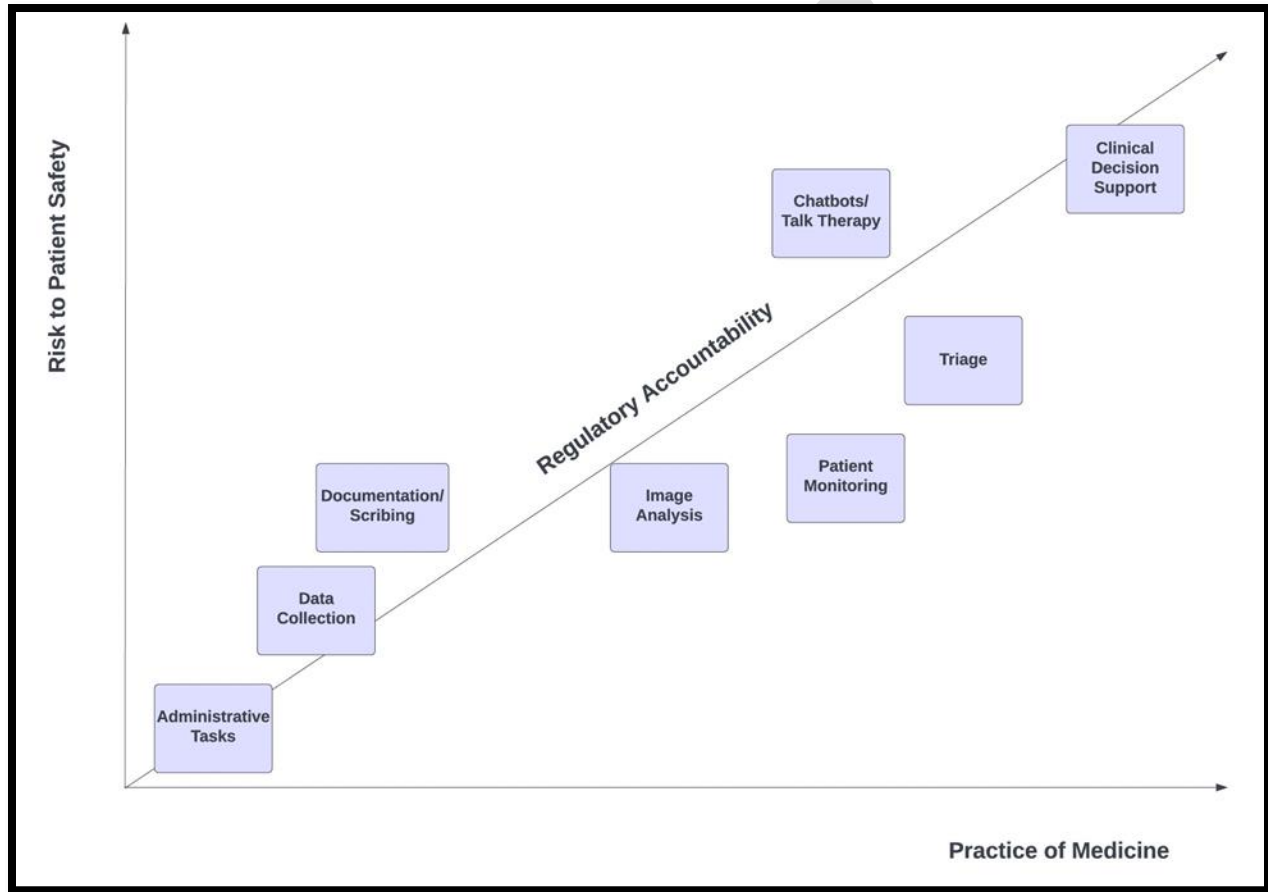 Risk to Patient Safety
Clinical
Decision
Support
Chatbots/
Talk Therapy
Regulatory Accountability
Triage
Patient
Monitoring
Documentation/
Scribing
Image
Analysis
Data
Collection
Administrative
Tasks
Practice of Medicine